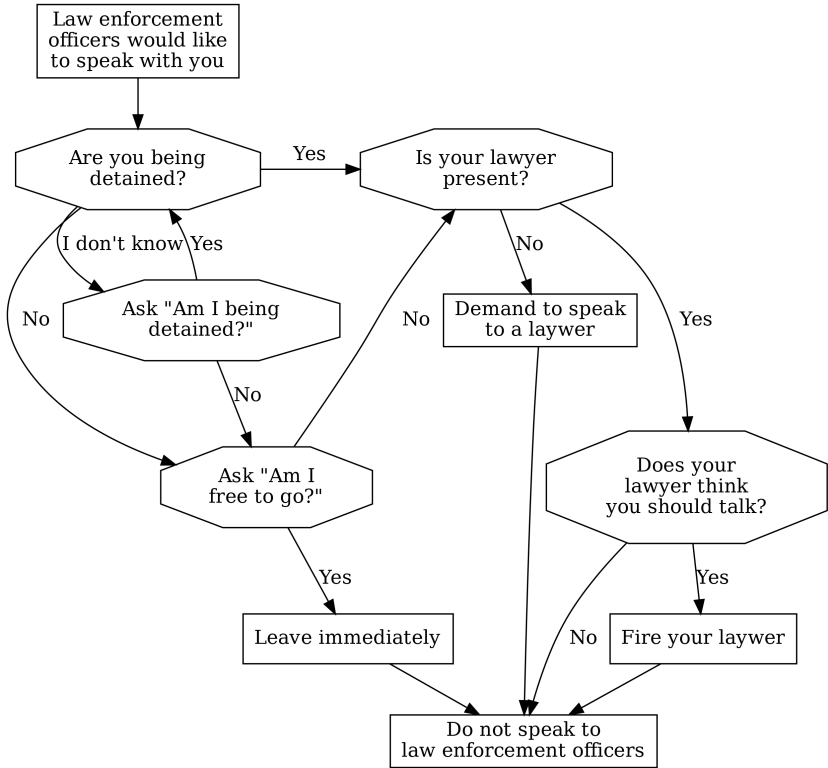 Law enforcement
officers would like
to speak with you
Are you being
detained?
Yes
Is your lawyer
present?
I don't know
Yes
No
No
Ask "Am I being
detained?"
Demand to speak
to a laywer
No
Yes
No
Ask "Am I
free to go?"
Does your
lawyer think
you should talk?
Yes
Yes
Leave immediately
No
Fire your laywer
Do not speak to
law enforcement officers